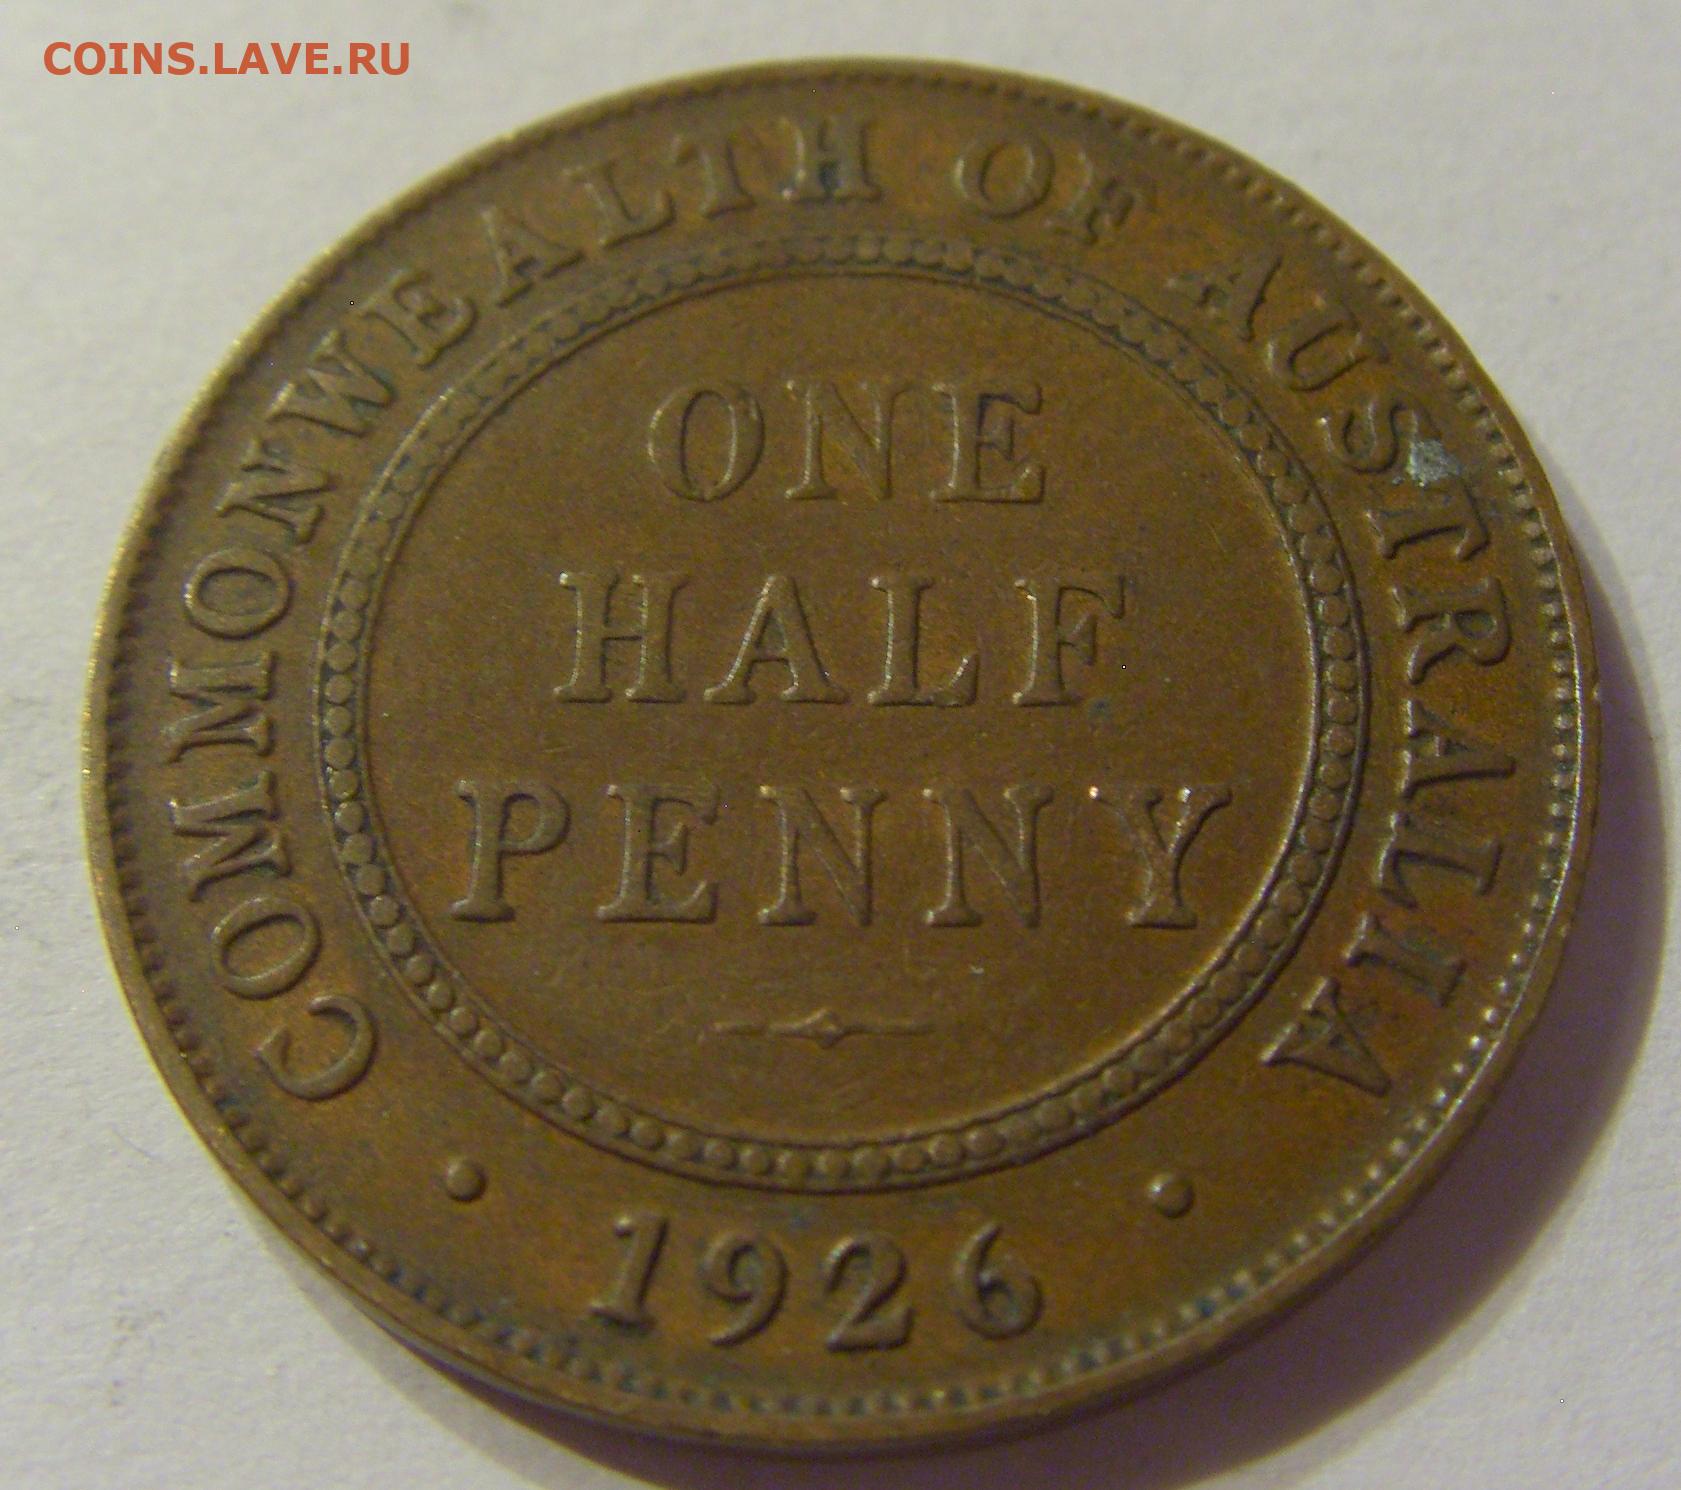 COINS.LAVE.RU
COMMONWEALTH OF AUSTRALIA
ONE
HALF
PENNY
· 1926 ·